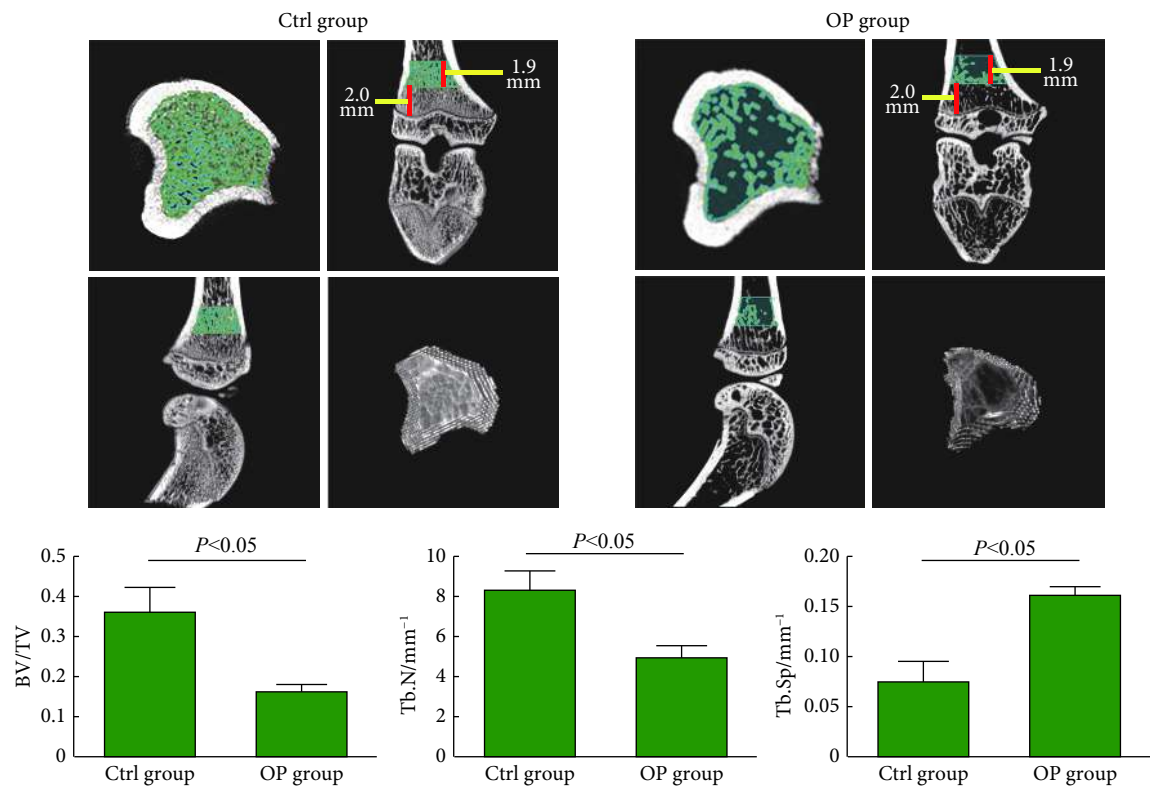 Ctrl group
OP group
1.9
mm
2.0
mm
1.9
mm
2.0
mm
P<0.05
0.5
0.4
0.3
0.2
0.1
0
BV/TV
Ctrl group
OP group
P<0.05
10
8
6
4
2
0
Tb.N/mm⁻¹
Ctrl group
OP group
P<0.05
0.20
0.15
0.10
0.05
0
Tb.Sp/mm⁻¹
Ctrl group
OP group